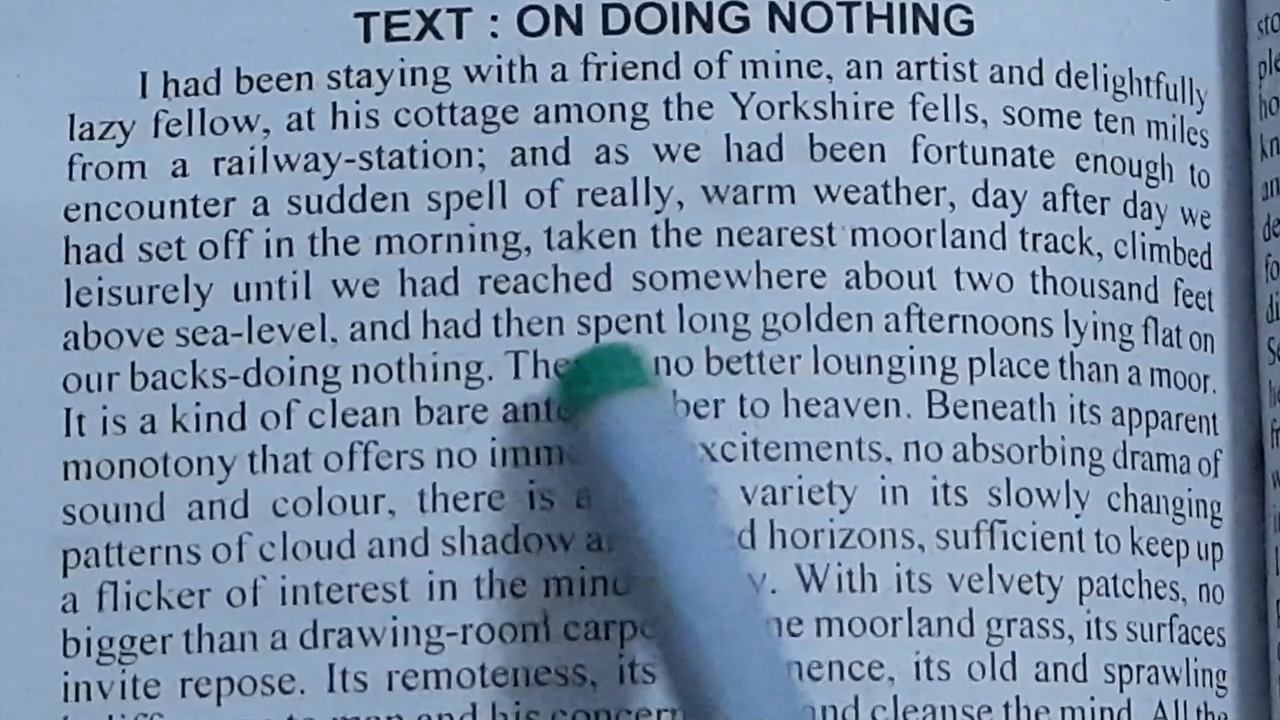 TEXT : ON DOING NOTHING
I had been staying with a friend of mine, an artist and delightfully
lazy fellow, at his cottage among the Yorkshire fells, some ten miles
from a railway-station; and as we had been fortunate enough to
encounter a sudden spell of really, warm weather, day after day we
had set off in the morning, taken the nearest moorland track, climbed
leisurely until we had reached somewhere about two thousand feet
above sea-level, and had then spent long golden afternoons lying flat on
our backs-doing nothing. no better lounging place than a moor.
It is a kind of clean bare to heaven. Beneath its apparent
monotony that offers no no absorbing drama of
sound and colour, there is a variety in its slowly changing
patterns of cloud and shadow horizons, sufficient to keep up
a flicker of interest in the mind With its velvety patches, no
bigger than a drawing-room moorland grass, its surfaces
invite repose. Its remoteness, its its old and sprawling
to man and his and cleanse the mind. All the